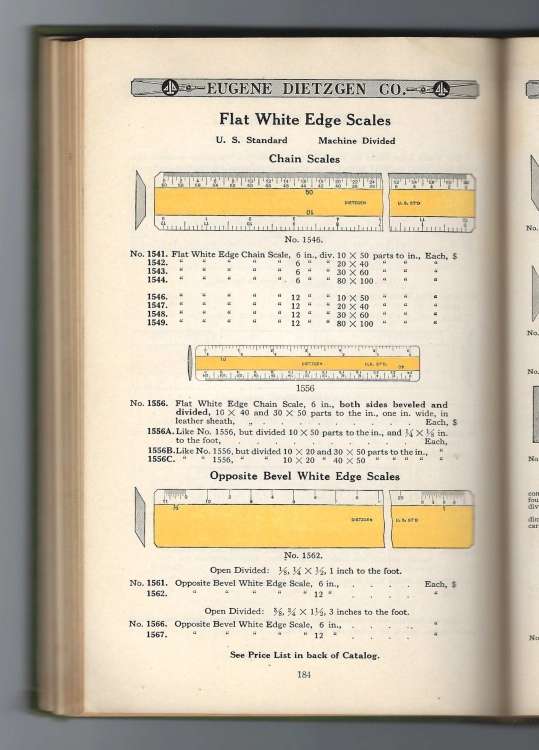 EUGENE DIETZGEN CO.
Flat White Edge Scales
U. S. Standard Machine Divided
Chain Scales
50
DIETZGEN U. S. ST'D
10
No. 1546.
No. 1541. Flat White Edge Chain Scale, 6 in., div. 10 × 50 parts to in., Each, $
1542. " " " " " 6 " " 20 × 40 " " "
1543. " " " " " 6 " " 30 × 60 " " "
1544. " " " " " 6 " " 80 × 100 " " "
1546. " " " " " 12 " " 10 × 50 " " "
1547. " " " " " 12 " " 20 × 40 " " "
1548. " " " " " 12 " " 30 × 60 " " "
1549. " " " " " 12 " " 80 × 100 " " "
10 DIETZGEN U.S. ST'D. 40
1556
No. 1556. Flat White Edge Chain Scale, 6 in., both sides beveled and
divided, 10 × 40 and 30 × 50 parts to the in., one in. wide, in
leather sheath, . . . . . . . Each, $
1556A. Like No. 1556, but divided 10 × 50 parts to the in., and ¼ × ⅛ in.
to the foot, . . . . . . . Each,
1556B. Like No. 1556, but divided 10 × 20 and 30 × 50 parts to the in., "
1556C. " " 1556, " " 10 × 20 " 40 × 50 " " " " "
Opposite Bevel White Edge Scales
DIETZGEN U. S. ST'D
No. 1562.
Open Divided: ⅛, ¼ × ½, 1 inch to the foot.
No. 1561. Opposite Bevel White Edge Scale, 6 in., . . . . Each, $
1562. " " " " " 12 " . . . . "
Open Divided: ⅜, ¾ × 1½, 3 inches to the foot.
No. 1566. Opposite Bevel White Edge Scale, 6 in., . . . . "
1567. " " " " " 12 " . . . . "
See Price List in back of Catalog.
184